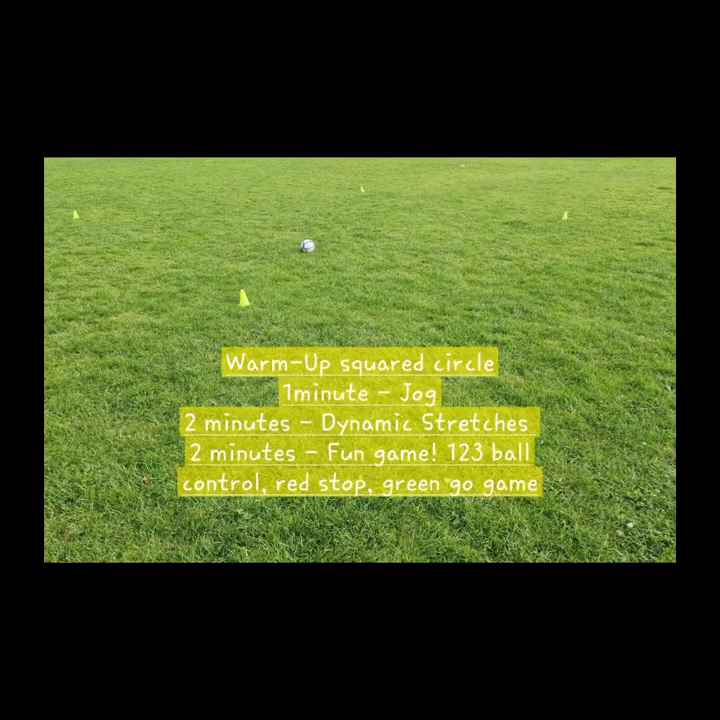 Warm-Up squared circle
1minute - Jog
2 minutes - Dynamic Stretches
2 minutes - Fun game! 123 ball
control, red stop, green go game